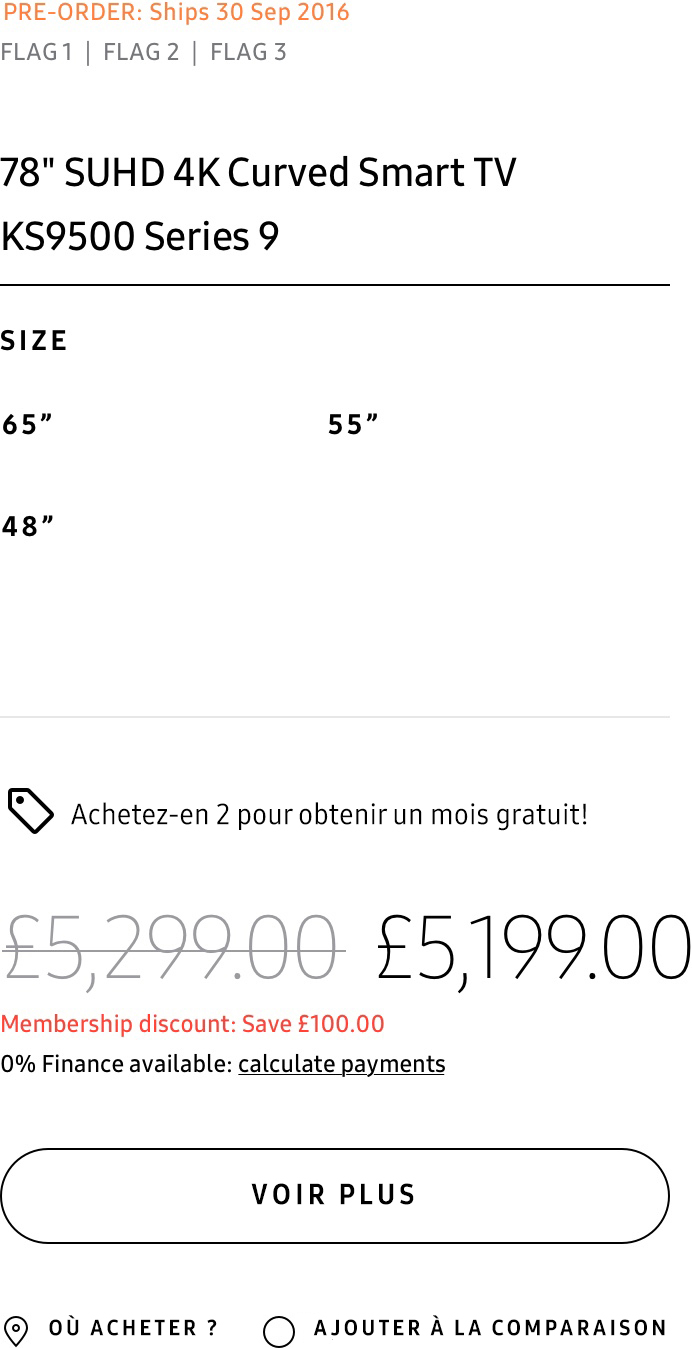 PRE-ORDER: Ships 30 Sep 2016
FLAG 1 | FLAG 2 | FLAG 3
78" SUHD 4K Curved Smart TV
KS9500 Series 9
SIZE
65” 55”
48”
Achetez-en 2 pour obtenir un mois gratuit!
£5,299.00 £5,199.00
Membership discount: Save £100.00
0% Finance available: calculate payments
VOIR PLUS
OÙ ACHETER ? AJOUTER À LA COMPARAISON